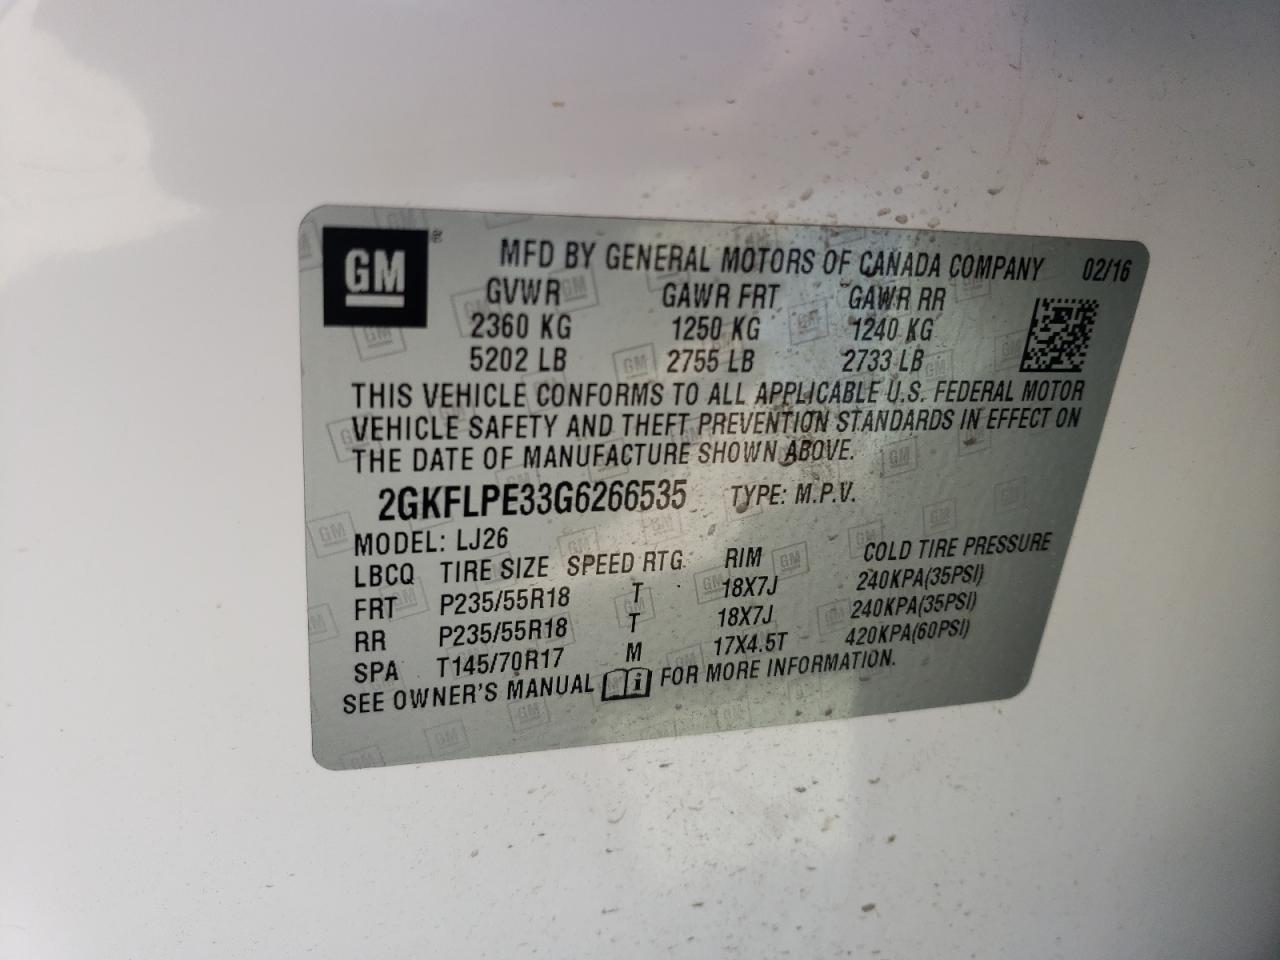 GM ®
MFD BY GENERAL MOTORS OF CANADA COMPANY 02/16
GVWR GAWR FRT GAWR RR
2360 KG 1250 KG 1240 KG
5202 LB 2755 LB 2733 LB
THIS VEHICLE CONFORMS TO ALL APPLICABLE U.S. FEDERAL MOTOR
VEHICLE SAFETY AND THEFT PREVENTION STANDARDS IN EFFECT ON
THE DATE OF MANUFACTURE SHOWN ABOVE.
2GKFLPE33G6266535 TYPE: M.P.V.
MODEL: LJ26
LBCQ TIRE SIZE SPEED RTG RIM COLD TIRE PRESSURE
FRT P235/55R18 T 18X7J 240KPA(35PSI)
RR P235/55R18 T 18X7J 240KPA(35PSI)
SPA T145/70R17 M 17X4.5T 420KPA(60PSI)
SEE OWNER'S MANUAL i FOR MORE INFORMATION.